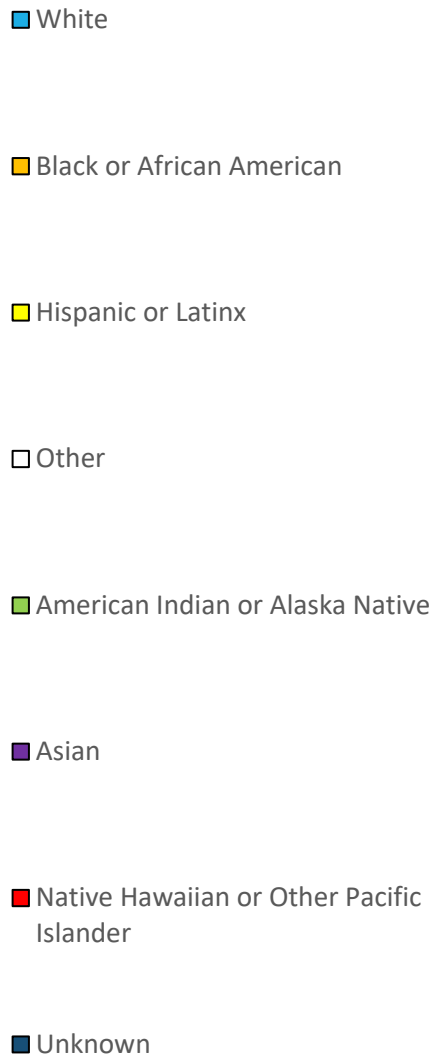 White
Black or African American
Hispanic or Latinx
Other
American Indian or Alaska Native
Asian
Native Hawaiian or Other Pacific
Islander
Unknown